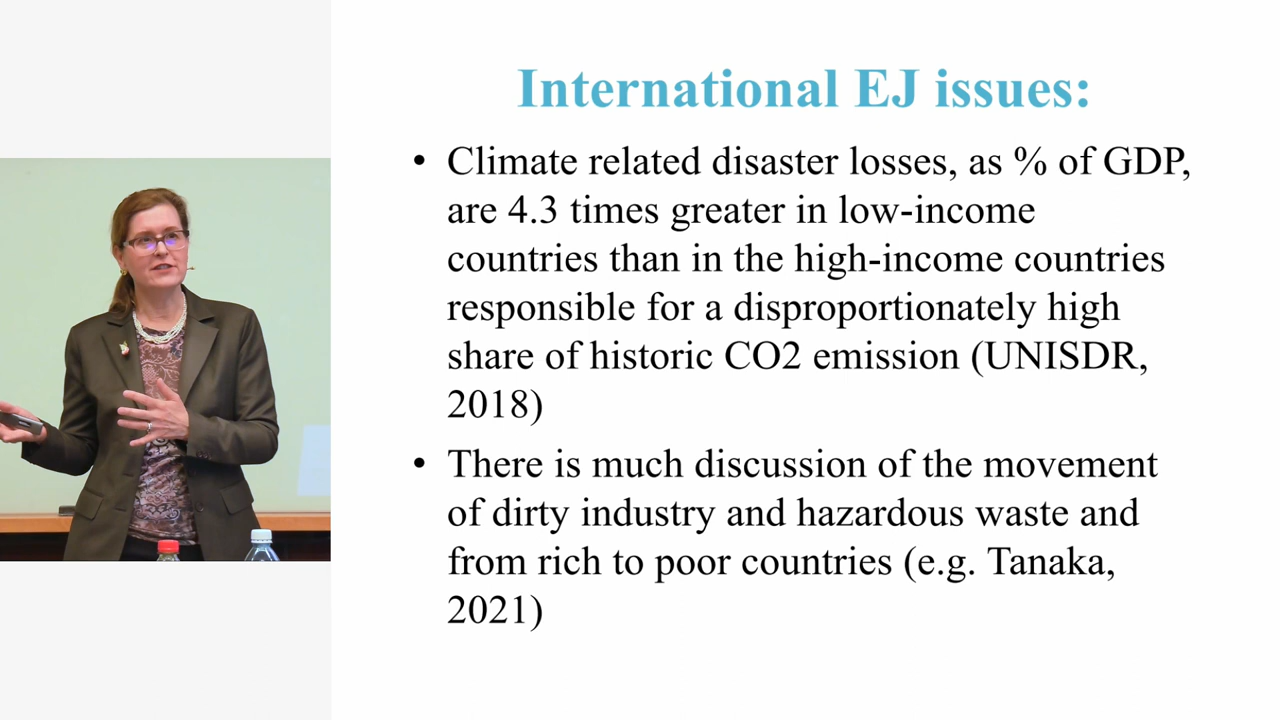 International EJ issues:
• Climate related disaster losses, as % of GDP,
are 4.3 times greater in low-income
countries than in the high-income countries
responsible for a disproportionately high
share of historic CO2 emission (UNISDR,
2018)
• There is much discussion of the movement
of dirty industry and hazardous waste and
from rich to poor countries (e.g. Tanaka,
2021)